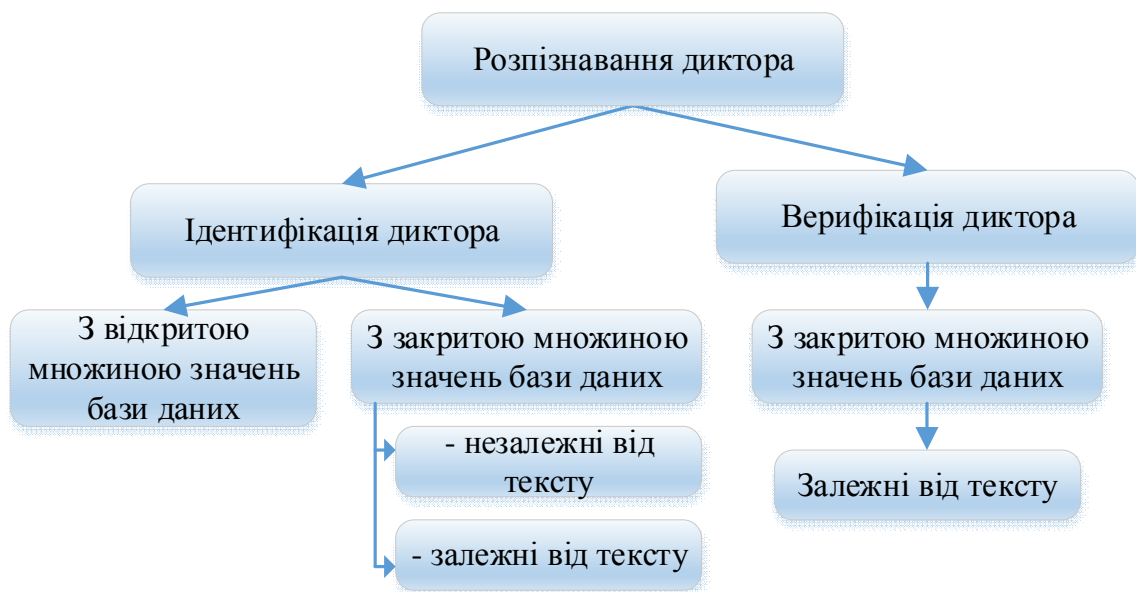 Розпізнавання диктора
Ідентифікація диктора
Верифікація диктора
З відкритою
множиною значень
бази даних
З закритою множиною
значень бази даних
З закритою множиною
значень бази даних
- незалежні від
тексту
- залежні від тексту
Залежні від тексту